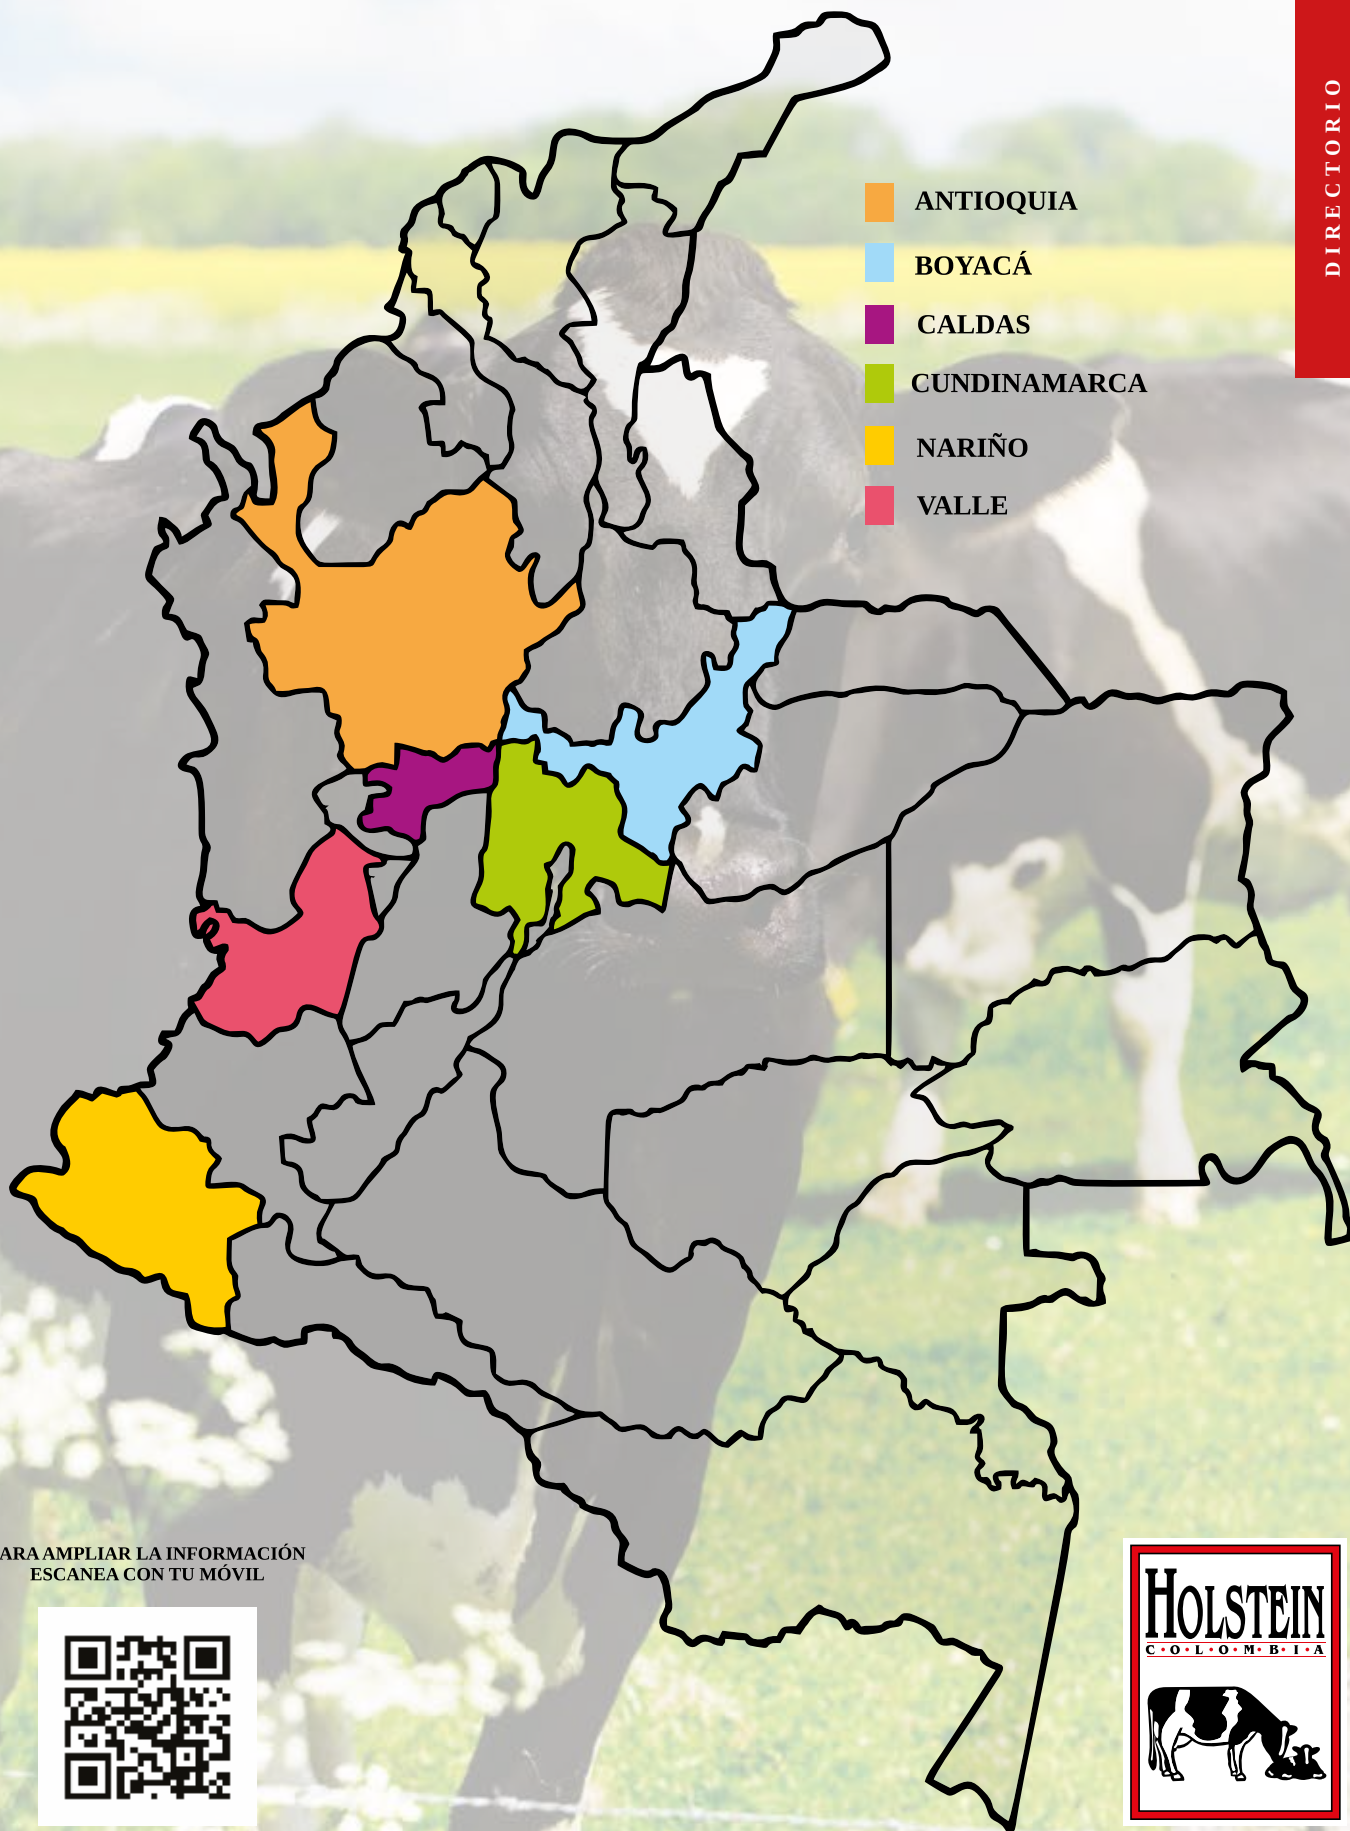 DIRECTORIO
ANTIOQUIA
BOYACÁ
CALDAS
CUNDINAMARCA
NARIÑO
VALLE
ARA AMPLIAR LA INFORMACIÓN
ESCANEA CON TU MÓVIL
HOLSTEIN
C·O·L·O·M·B·I·A